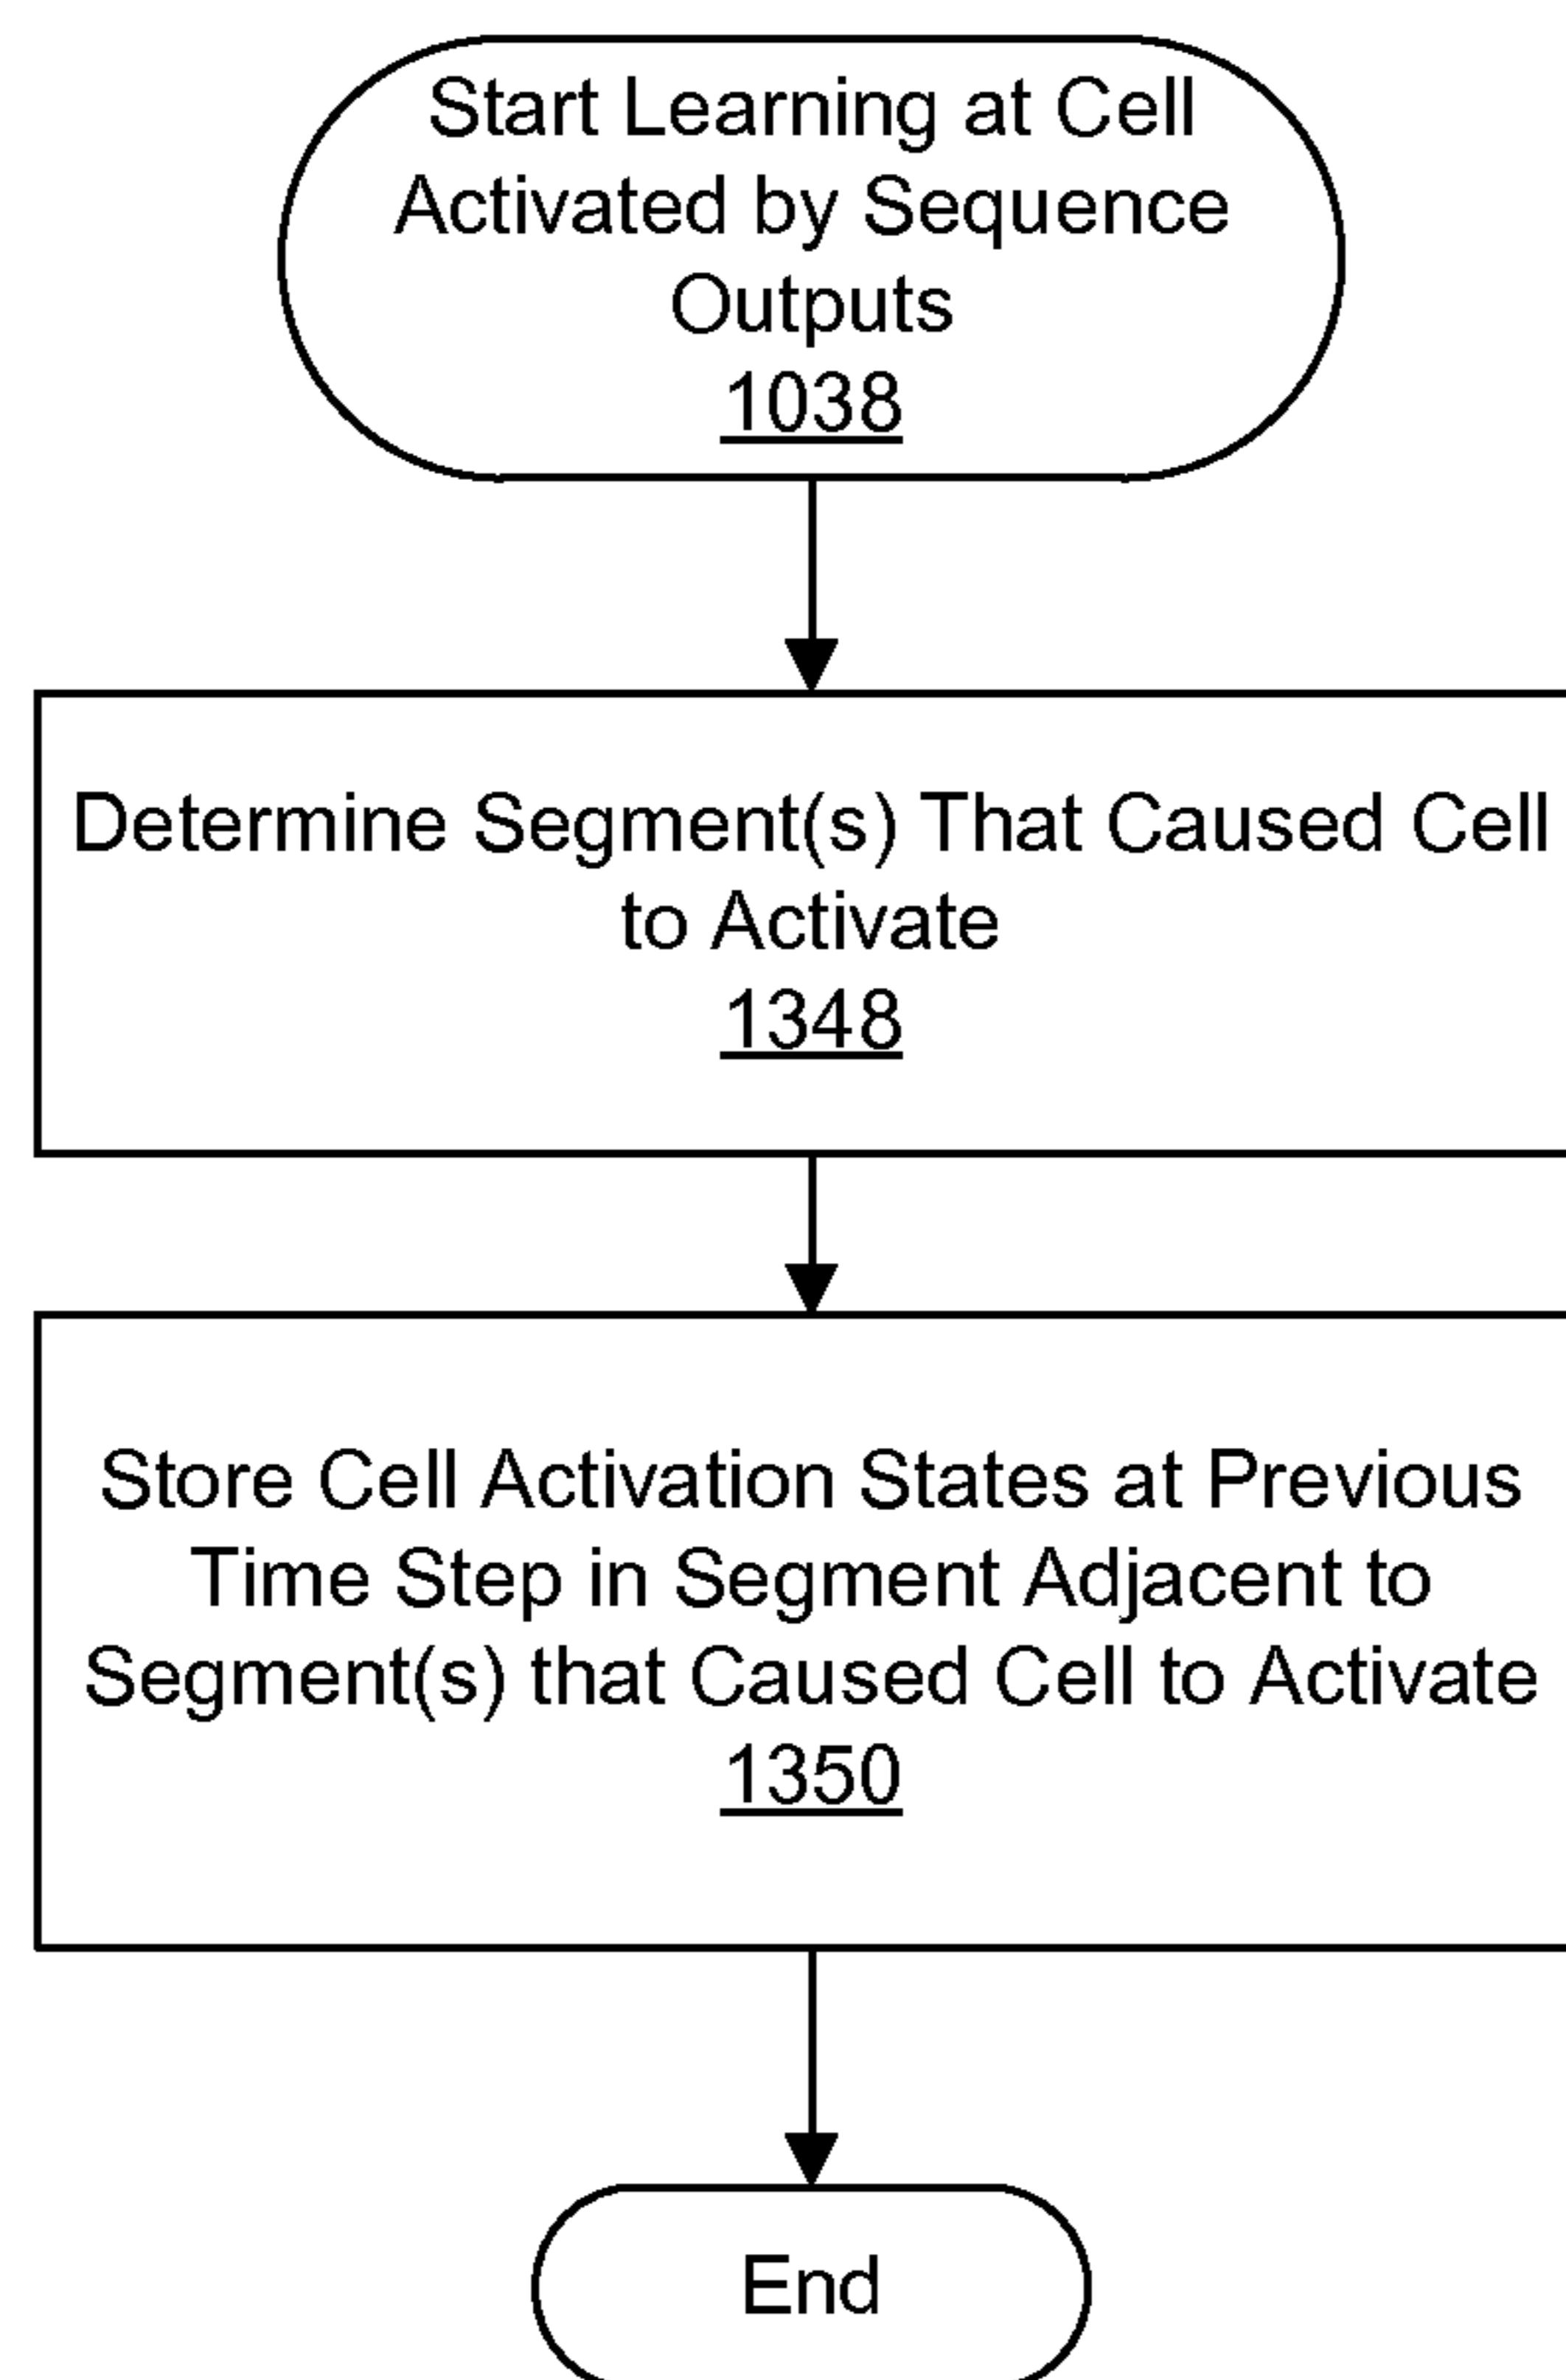 Start Learning at Cell
Activated by Sequence
Outputs
1038
Determine Segment(s) That Caused Cell
to Activate
1348
Store Cell Activation States at Previous
Time Step in Segment Adjacent to
Segment(s) that Caused Cell to Activate
1350
End